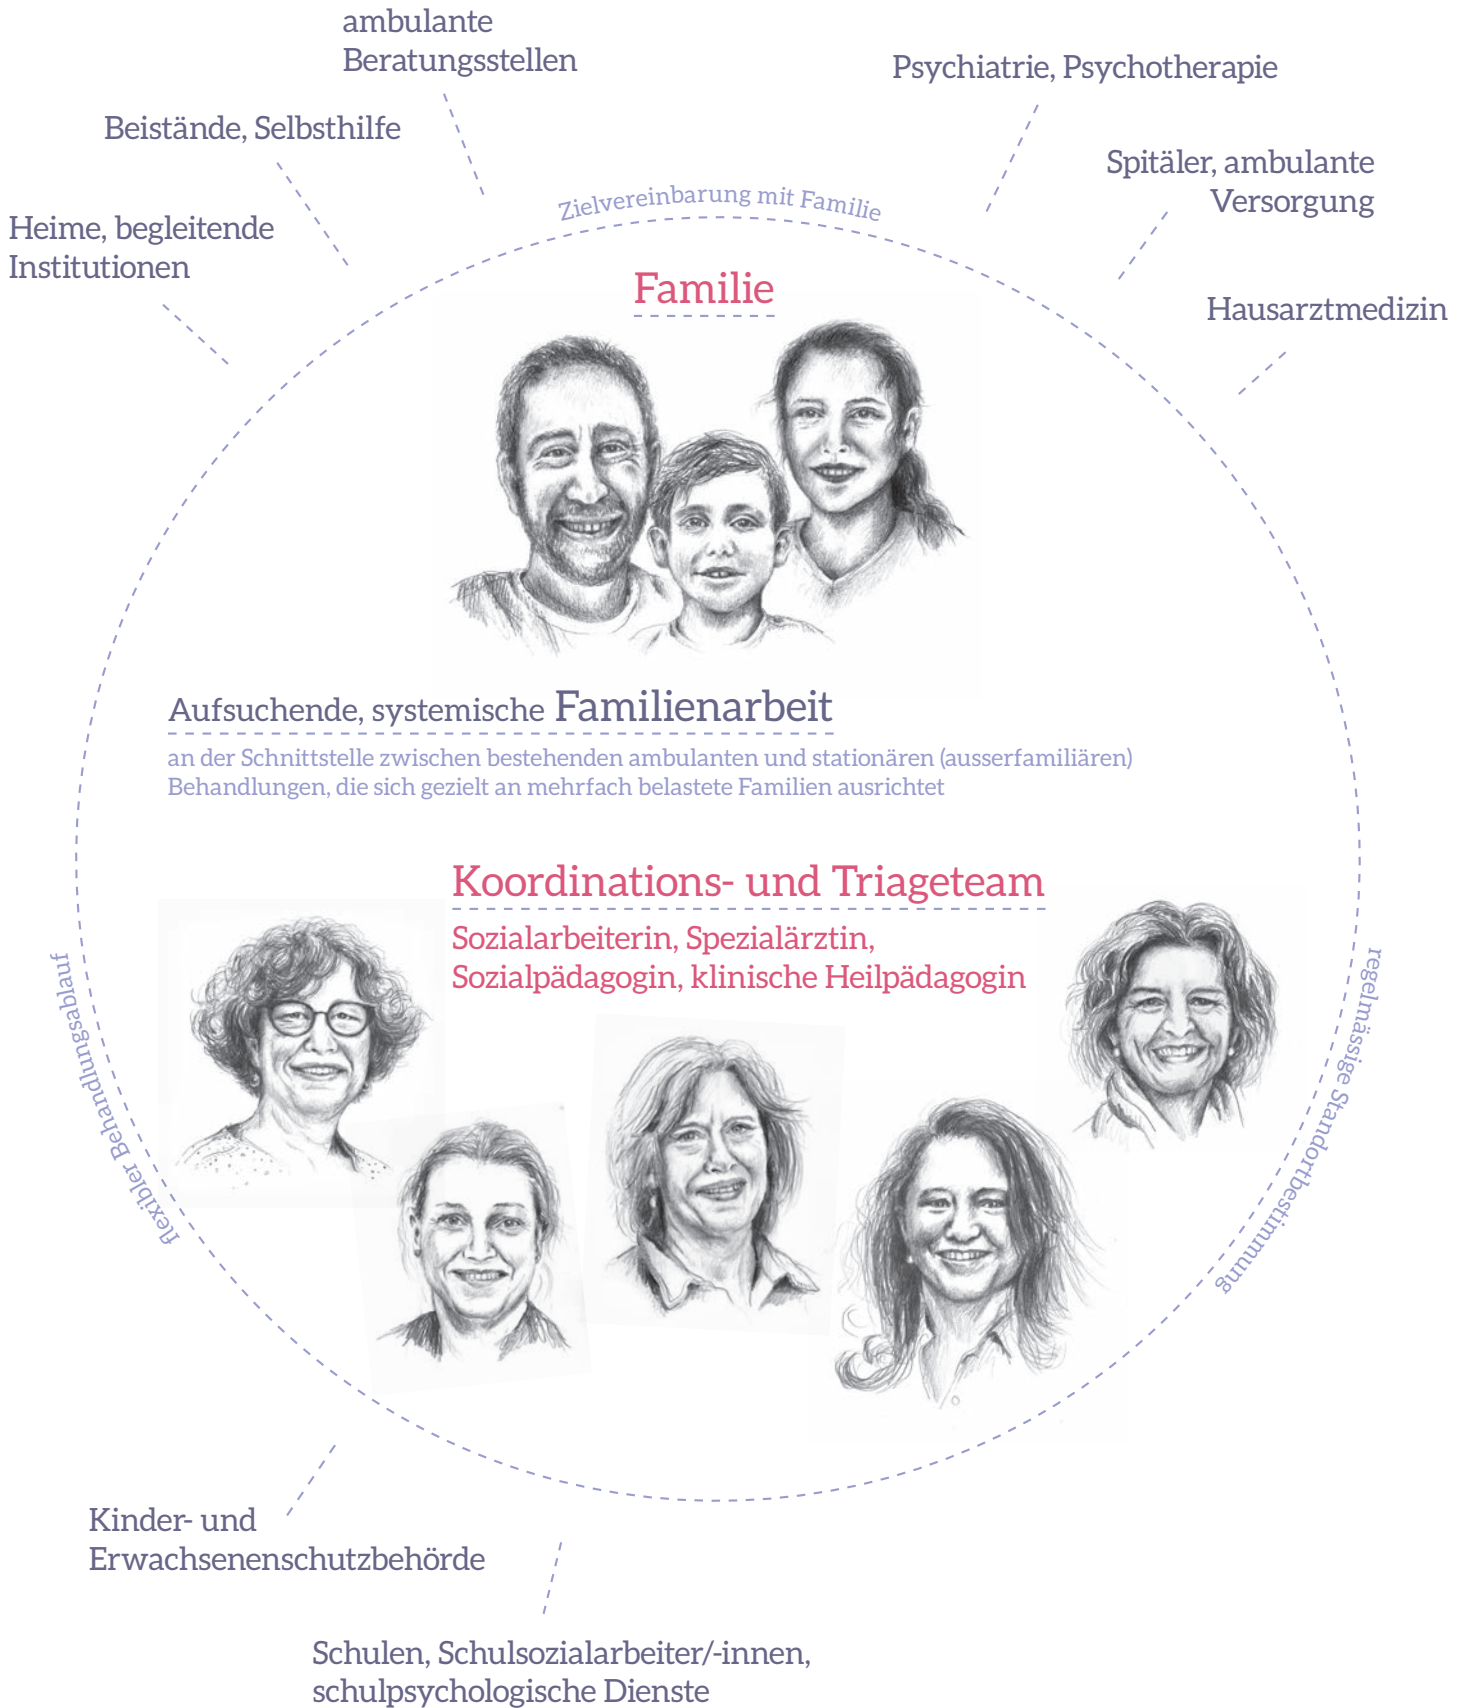 ambulante
Beratungsstellen
Psychiatrie, Psychotherapie
Beistände, Selbsthilfe
Spitäler, ambulante
Versorgung
Heime, begleitende
Institutionen
Hausarztmedizin
Zielvereinbarung mit Familie
Familie
Aufsuchende, systemische Familienarbeit
an der Schnittstelle zwischen bestehenden ambulanten und stationären (ausserfamiliären)
Behandlungen, die sich gezielt an mehrfach belastete Familien ausrichtet
Koordinations- und Triageteam
Sozialarbeiterin, Spezialärztin,
Sozialpädagogin, klinische Heilpädagogin
flexibler Behandlungsablauf
regelmässige Standortbestimmung
Kinder- und
Erwachsenenschutzbehörde
Schulen, Schulsozialarbeiter/-innen,
schulpsychologische Dienste